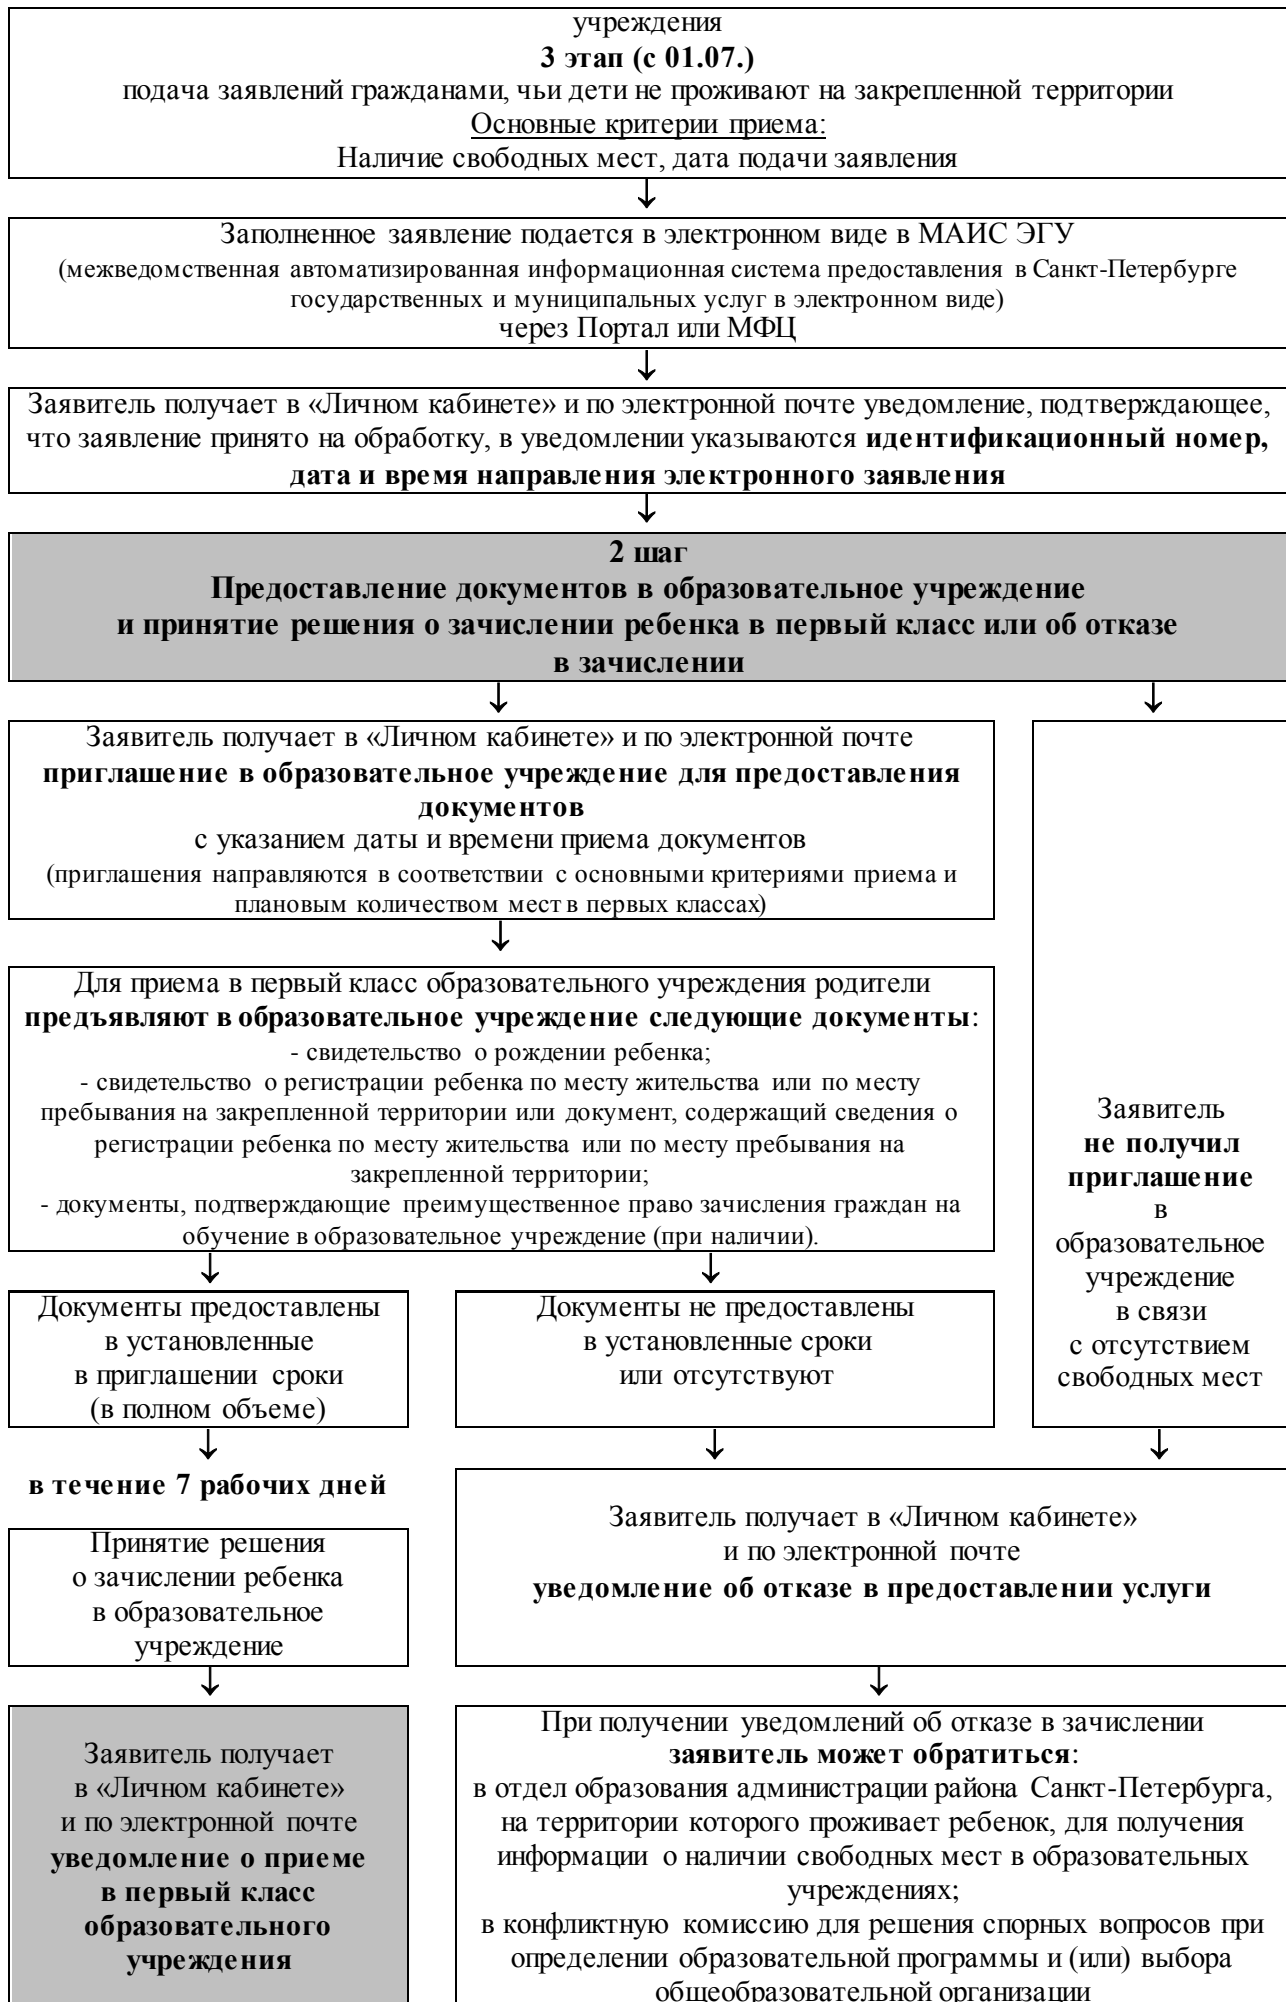 учреждения
3 этап (с 01.07.)
подача заявлений гражданами, чьи дети не проживают на закрепленной территории
Основные критерии приема:
Наличие свободных мест, дата подачи заявления
Заполненное заявление подается в электронном виде в МАИС ЭГУ
(межведомственная автоматизированная информационная система предоставления в Санкт-Петербурге
государственных и муниципальных услуг в электронном виде)
через Портал или МФЦ
Заявитель получает в «Личном кабинете» и по электронной почте уведомление, подтверждающее,
что заявление принято на обработку, в уведомлении указываются идентификационный номер,
дата и время направления электронного заявления
2 шаг
Предоставление документов в образовательное учреждение
и принятие решения о зачислении ребенка в первый класс или об отказе
в зачислении
Заявитель получает в «Личном кабинете» и по электронной почте
приглашение в образовательное учреждение для предоставления
документов
с указанием даты и времени приема документов
(приглашения направляются в соответствии с основными критериями приема и
плановым количеством мест в первых классах)
Для приема в первый класс образовательного учреждения родители
предъявляют в образовательное учреждение следующие документы:
- свидетельство о рождении ребенка;
- свидетельство о регистрации ребенка по месту жительства или по месту
пребывания на закрепленной территории или документ, содержащий сведения о
регистрации ребенка по месту жительства или по месту пребывания на
закрепленной территории;
- документы, подтверждающие преимущественное право зачисления граждан на
обучение в образовательное учреждение (при наличии).
Заявитель
не получил
приглашение
в
образовательное
учреждение
в связи
с отсутствием
свободных мест
Документы предоставлены
в установленные
в приглашении сроки
(в полном объеме)
Документы не предоставлены
в установленные сроки
или отсутствуют
в течение 7 рабочих дней
Принятие решения
о зачислении ребенка
в образовательное
учреждение
Заявитель получает в «Личном кабинете»
и по электронной почте
уведомление об отказе в предоставлении услуги
Заявитель получает
в «Личном кабинете»
и по электронной почте
уведомление о приеме
в первый класс
образовательного
учреждения
При получении уведомлений об отказе в зачислении
заявитель может обратиться:
в отдел образования администрации района Санкт-Петербурга,
на территории которого проживает ребенок, для получения
информации о наличии свободных мест в образовательных
учреждениях;
в конфликтную комиссию для решения спорных вопросов при
определении образовательной программы и (или) выбора
общеобразовательной организации